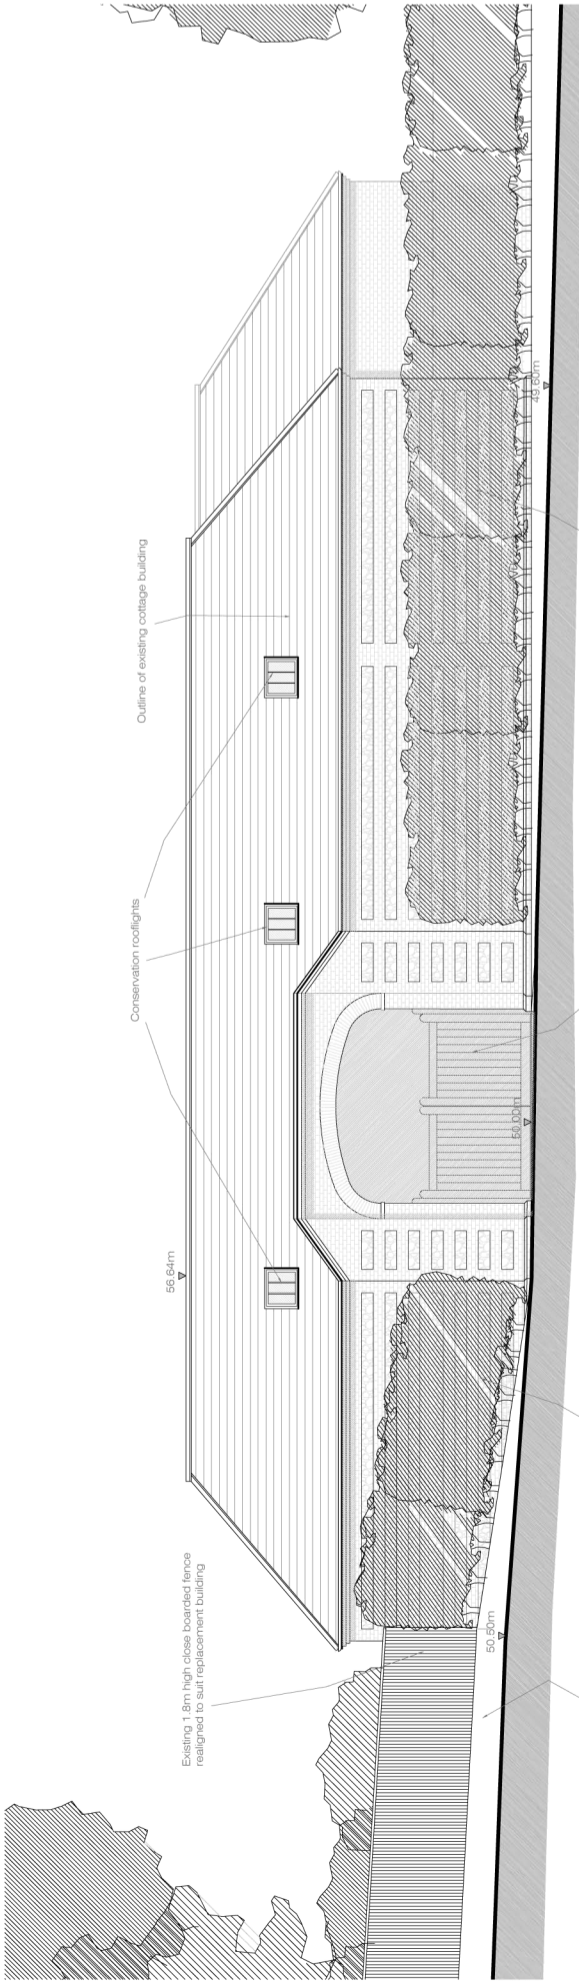 Existing 1.8m high close boarded fence
realigned to suit replacement building
56.64m
Conservation rooflights
Outline of existing cottage building
50.50m
50.00m
49.60m